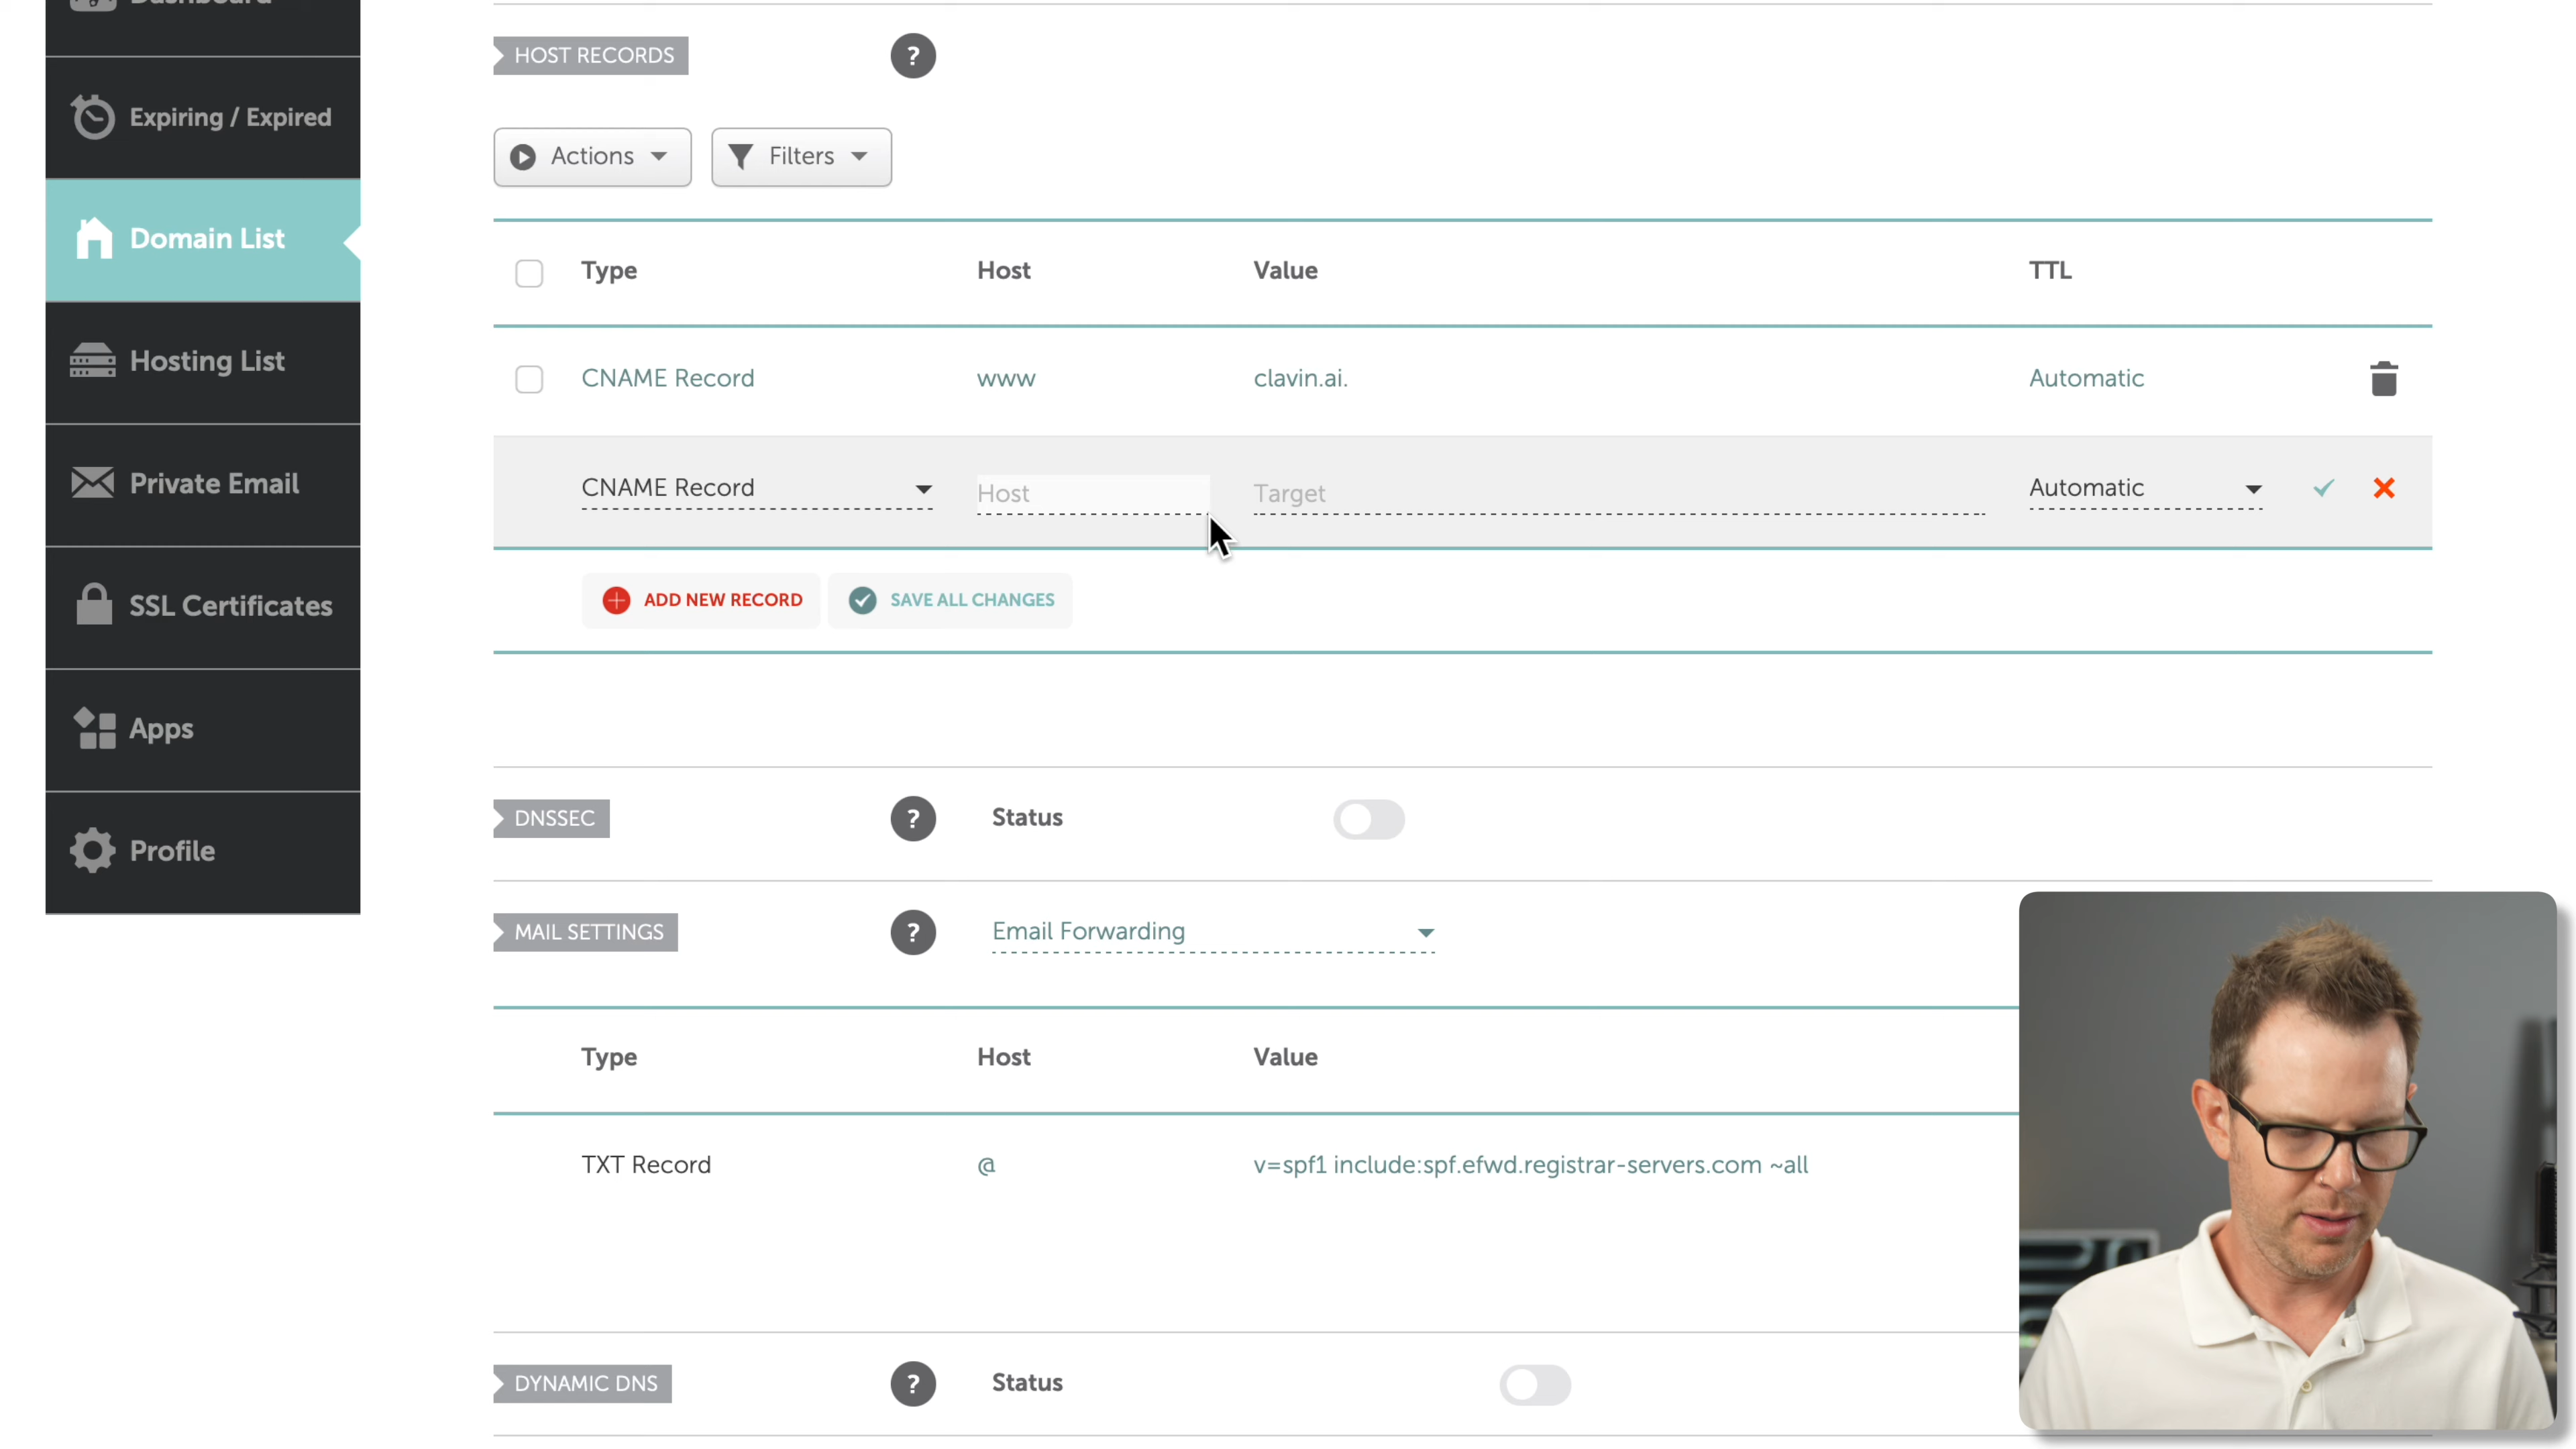 Dashboard
Expiring / Expired
Domain List
Hosting List
Private Email
SSL Certificates
Apps
Profile
HOST RECORDS ?
Actions Filters
Type Host Value TTL
CNAME Record www clavin.ai. Automatic
CNAME Record Host Target Automatic
ADD NEW RECORD SAVE ALL CHANGES
DNSSEC ? Status
MAIL SETTINGS ? Email Forwarding
Type Host Value
TXT Record @ v=spf1 include:spf.efwd.registrar-servers.com ~all
DYNAMIC DNS ? Status